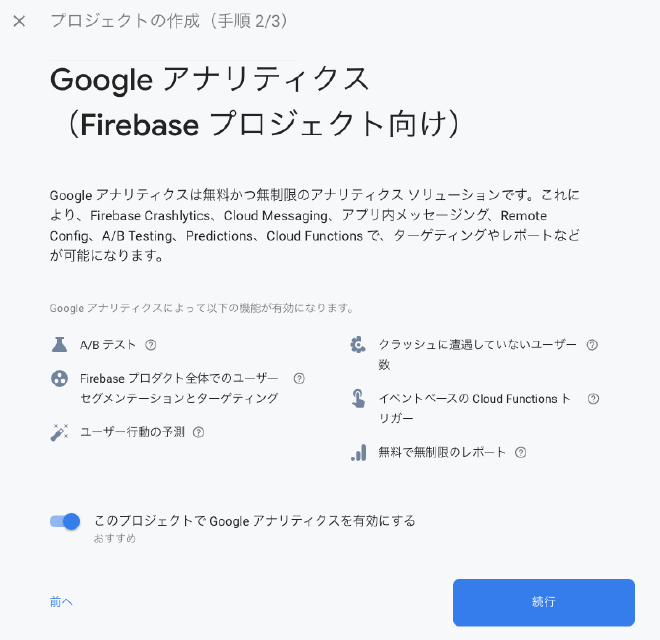 プロジェクトの作成（手順 2/3）
Google アナリティクス
（Firebase プロジェクト向け）
Google アナリティクスは無料かつ無制限のアナリティクス ソリューションです。これに
より、Firebase Crashlytics、Cloud Messaging、アプリ内メッセージング、Remote
Config、A/B Testing、Predictions、Cloud Functions で、ターゲティングやレポートなど
が可能になります。
Google アナリティクスによって以下の機能が有効になります。
A/B テスト
Firebase プロダクト全体でのユーザー
セグメンテーションとターゲティング
ユーザー行動の予測
クラッシュに遭遇していないユーザー
数
イベントベースの Cloud Functions ト
リガー
無料で無制限のレポート
このプロジェクトで Google アナリティクスを有効にする
おすすめ
前へ
続行